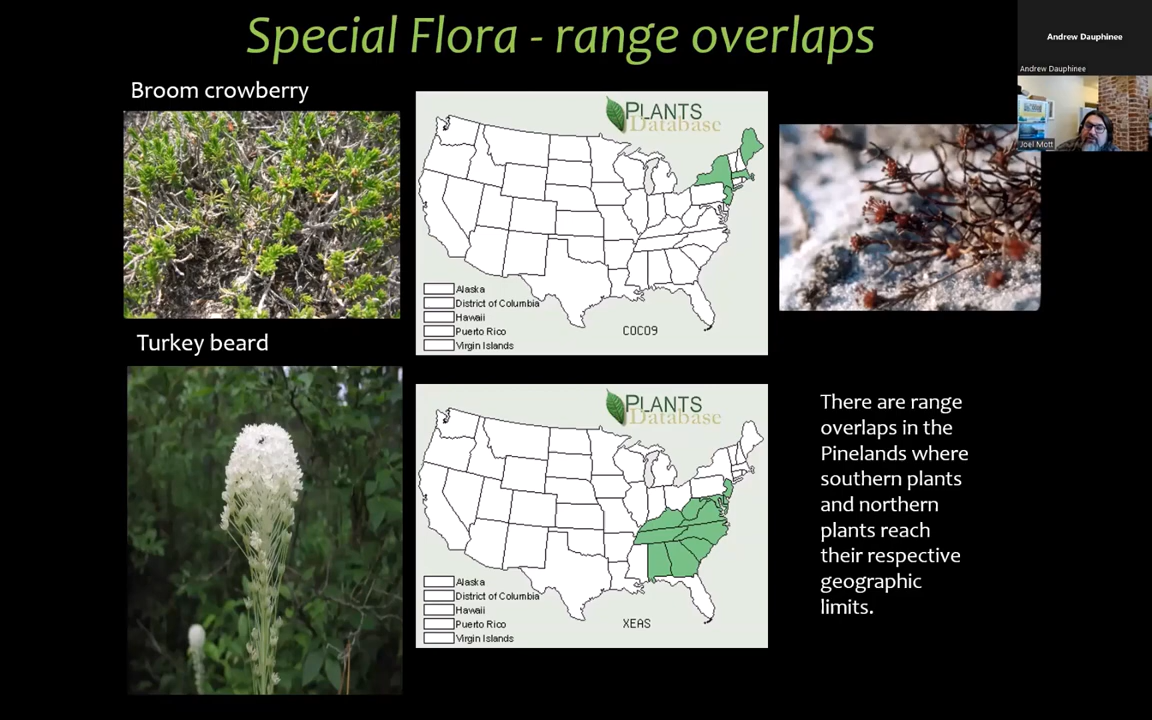 Special Flora - range overlaps
Andrew Dauphinee
Andrew Dauphinee
Joel Mott
Broom crowberry
PLANTS
Database
Alaska
District of Columbia
Hawaii
Puerto Rico
Virgin Islands
COCO9
Turkey beard
PLANTS
Database
Alaska
District of Columbia
Hawaii
Puerto Rico
Virgin Islands
XEAS
There are range
overlaps in the
Pinelands where
southern plants
and northern
plants reach
their respective
geographic
limits.